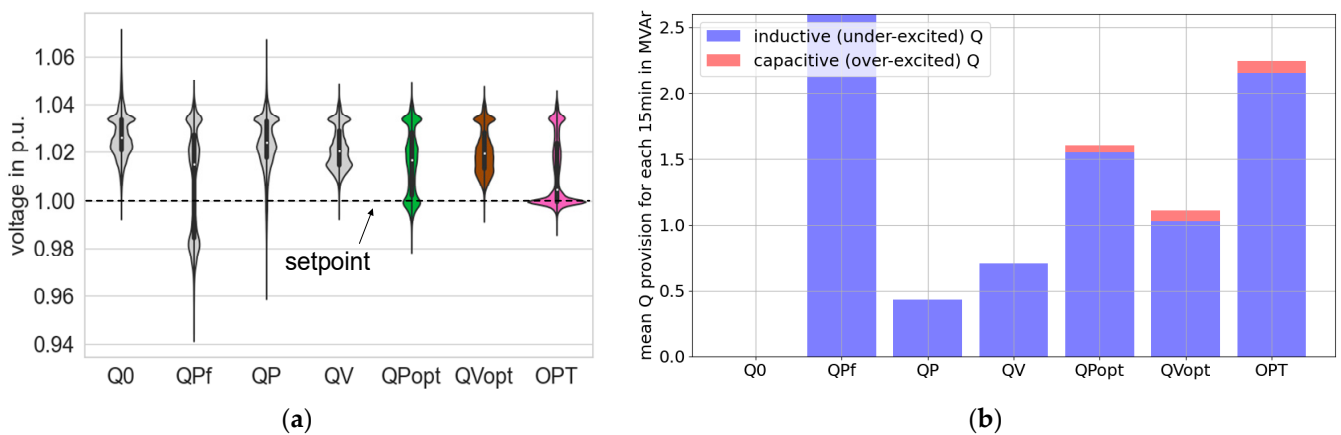 voltage in p.u.
1.06
1.04
1.02
1.00
0.98
0.96
0.94
setpoint
Q0 QPf QP QV QPopt QVopt OPT
(a)
mean Q provision for each 15min in MVAr
2.5
2.0
1.5
1.0
0.5
0.0
inductive (under-excited) Q
capacitive (over-excited) Q
Q0 QPf QP QV QPopt QVopt OPT
(b)